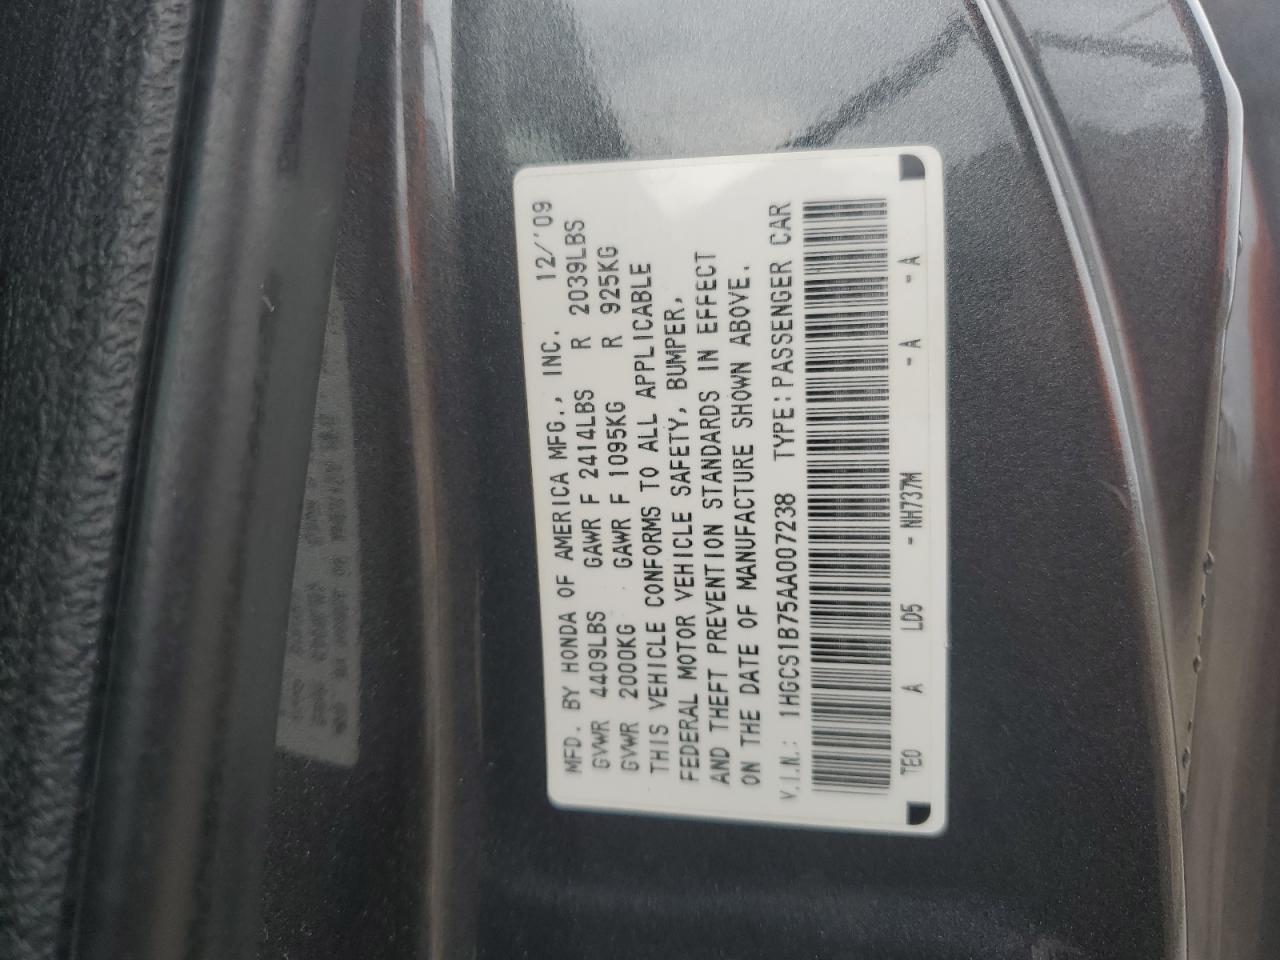 MFD. BY HONDA OF AMERICA MFG., INC. 12/'09
GVWR 4409LBS GAWR F 2414LBS R 2039LBS
GVWR 2000KG GAWR F 1095KG R 925KG
THIS VEHICLE CONFORMS TO ALL APPLICABLE
FEDERAL MOTOR VEHICLE SAFETY, BUMPER,
AND THEFT PREVENTION STANDARDS IN EFFECT
ON THE DATE OF MANUFACTURE SHOWN ABOVE.
V.I.N.: 1HGCS1B75AA007238 TYPE: PASSENGER CAR
TE0 A LD5 - NH737M - A - A